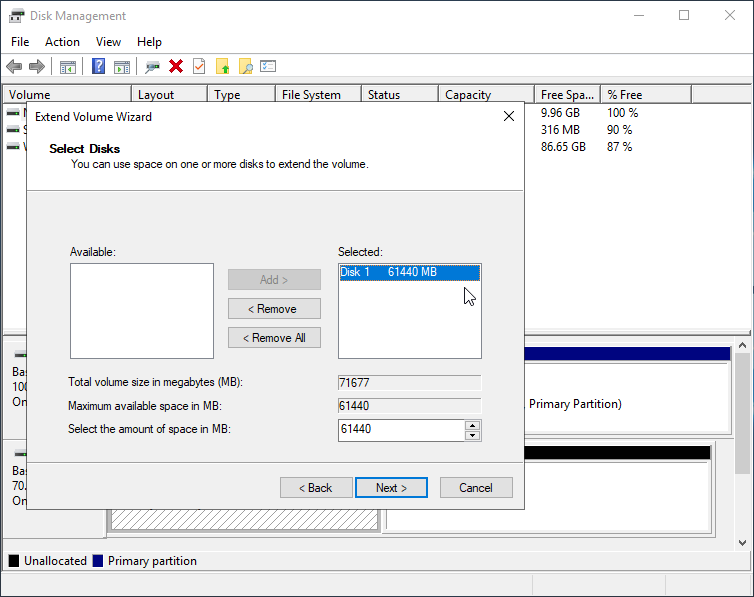 Disk Management
File Action View Help
Volume Layout Type File System Status Capacity Free Spa... % Free
9.96 GB 100 %
316 MB 90 %
86.65 GB 87 %
Extend Volume Wizard
Select Disks
You can use space on one or more disks to extend the volume.
Available:
Selected:
Add >
Disk 1 61440 MB
< Remove
< Remove All
Total volume size in megabytes (MB): 71677
Maximum available space in MB: 61440
Select the amount of space in MB: 61440
< Back Next > Cancel
Bas
100
On
Primary Partition)
Bas
70.
On
Unallocated Primary partition